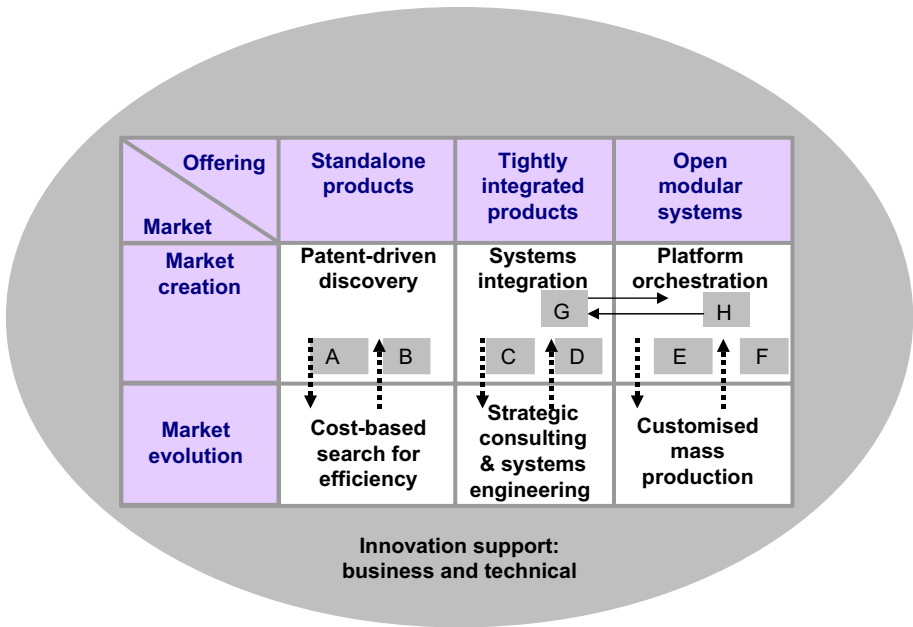 Offering
Market
Standalone
products
Tightly
integrated
products
Open
modular
systems
Market
creation
Patent-driven
discovery
Systems
integration
Platform
orchestration
G
H
A
B
C
D
E
F
Market
evolution
Cost-based
search for
efficiency
Strategic
consulting
& systems
engineering
Customised
mass
production
Innovation support:
business and technical